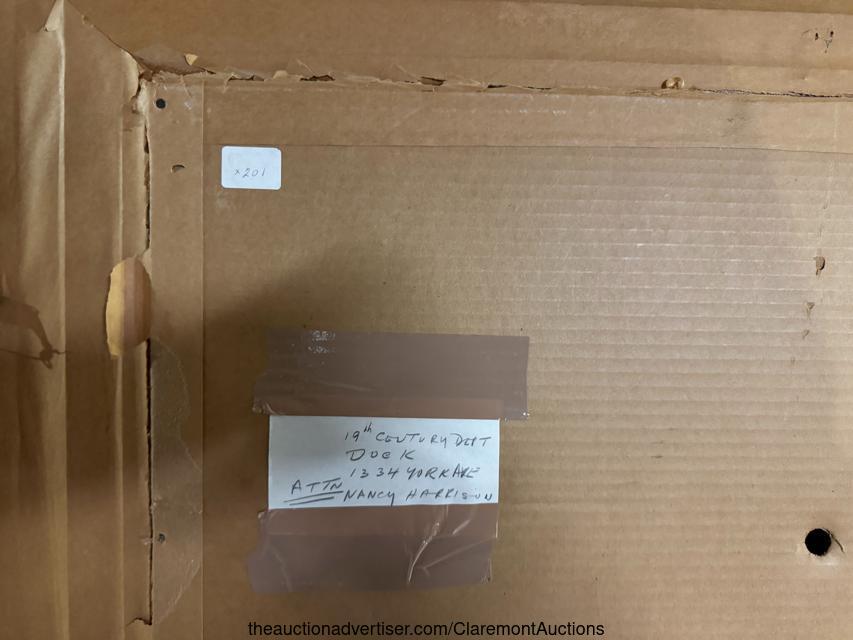 x201
19th CENTURY DEPT
DOCK
1334 YORK AVE
ATTN NANCY HARRISON
theauctionadvertiser.com/ClaremontAuctions